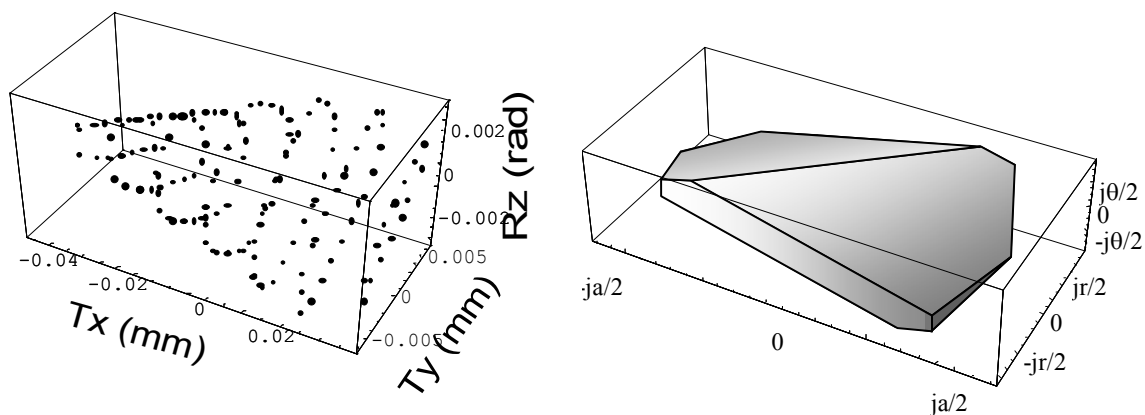 0.002
0
-0.002
Rz (rad)
-0.04
-0.02
0
0.02
Tx (mm)
0.005
0
-0.005
Ty (mm)
jθ/2
0
-jθ/2
-ja/2
0
ja/2
jr/2
0
-jr/2